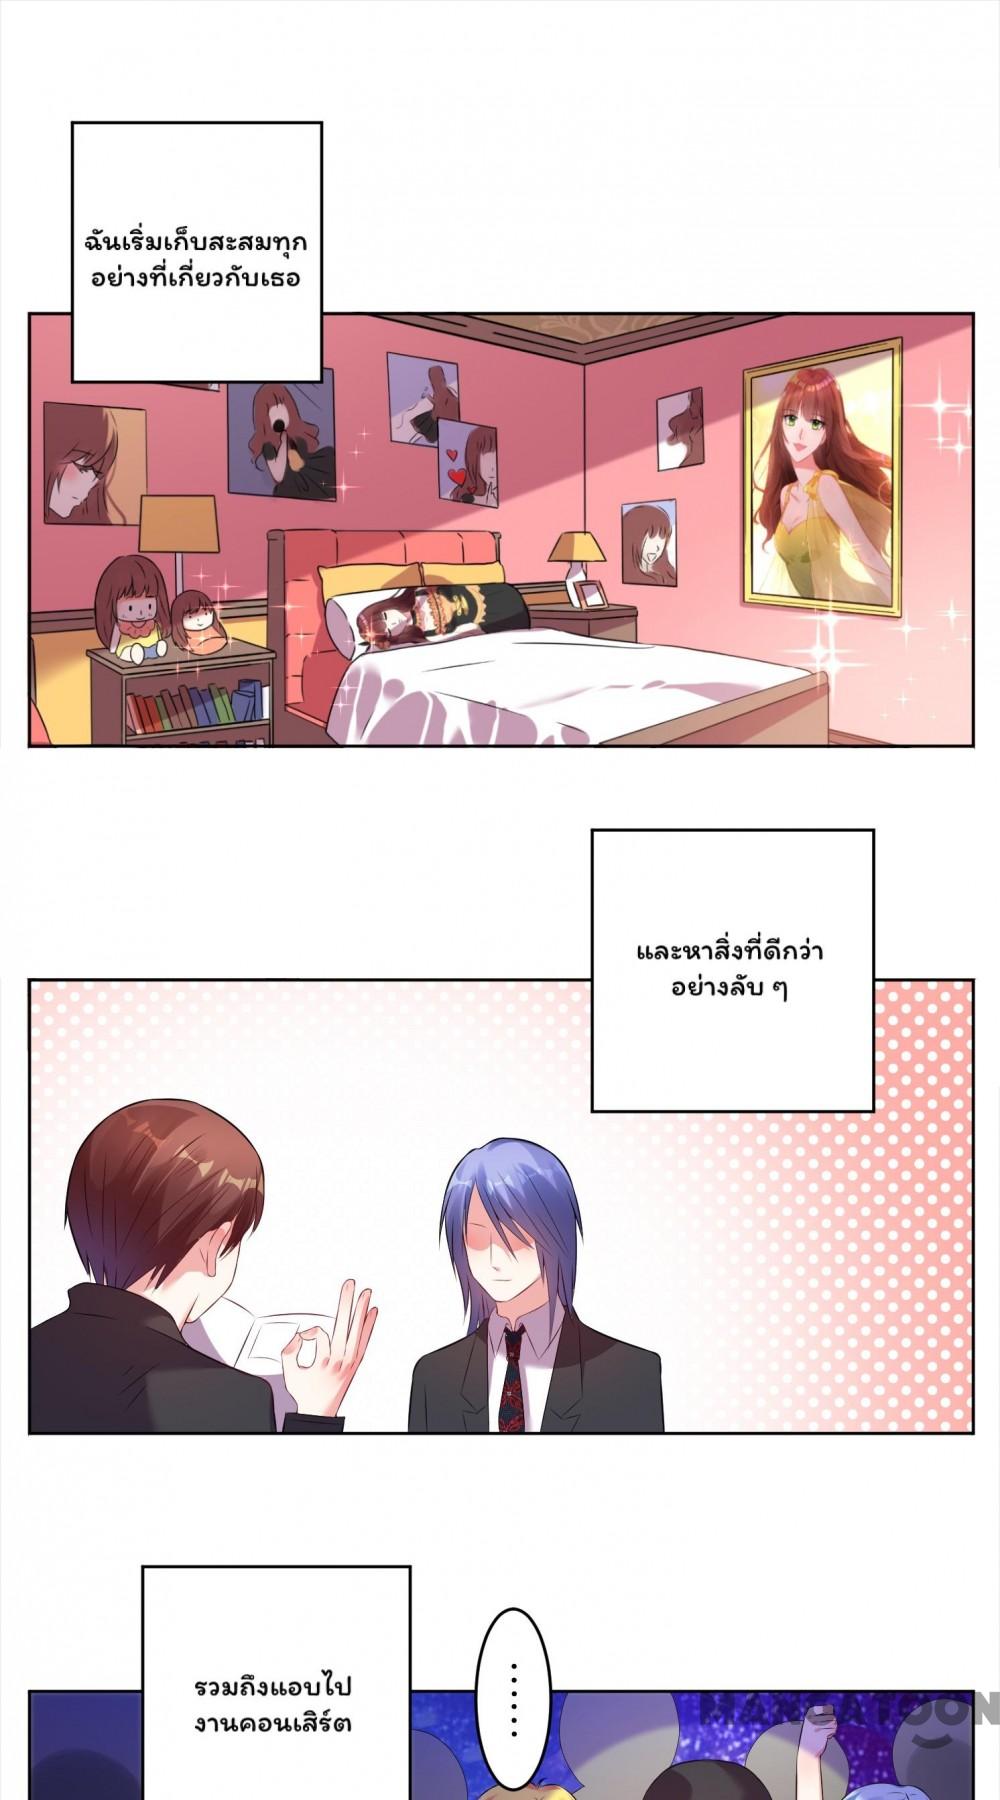 ฉันเริ่มเก็บสะสมทุก
อย่างที่เกี่ยวกับเธอ
และหาสิ่งที่ดีกว่า
อย่างลับ ๆ
รวมถึงแอบไป
งานคอนเสิร์ต
......
MANGATOON